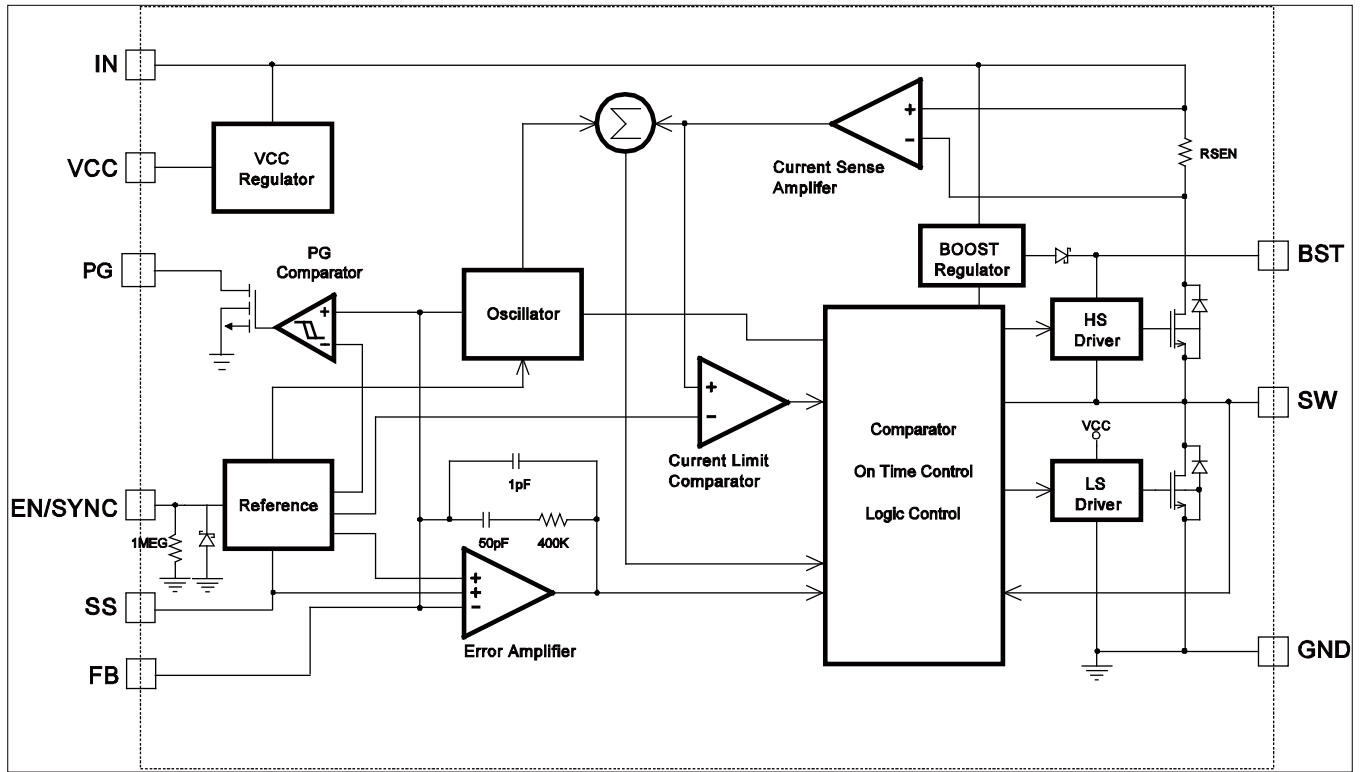 IN
VCC
VCC
Regulator
PG
PG
Comparator
+
-
Oscillator
Σ
+
-
Current Sense
Amplifer
RSEN
BOOST
Regulator
BST
HS
Driver
SW
+
-
Current Limit
Comparator
Comparator
On Time Control
Logic Control
VCC
LS
Driver
EN/SYNC
1MEG
Reference
1pF
50pF
400K
SS
+
+
-
Error Amplifier
FB
GND